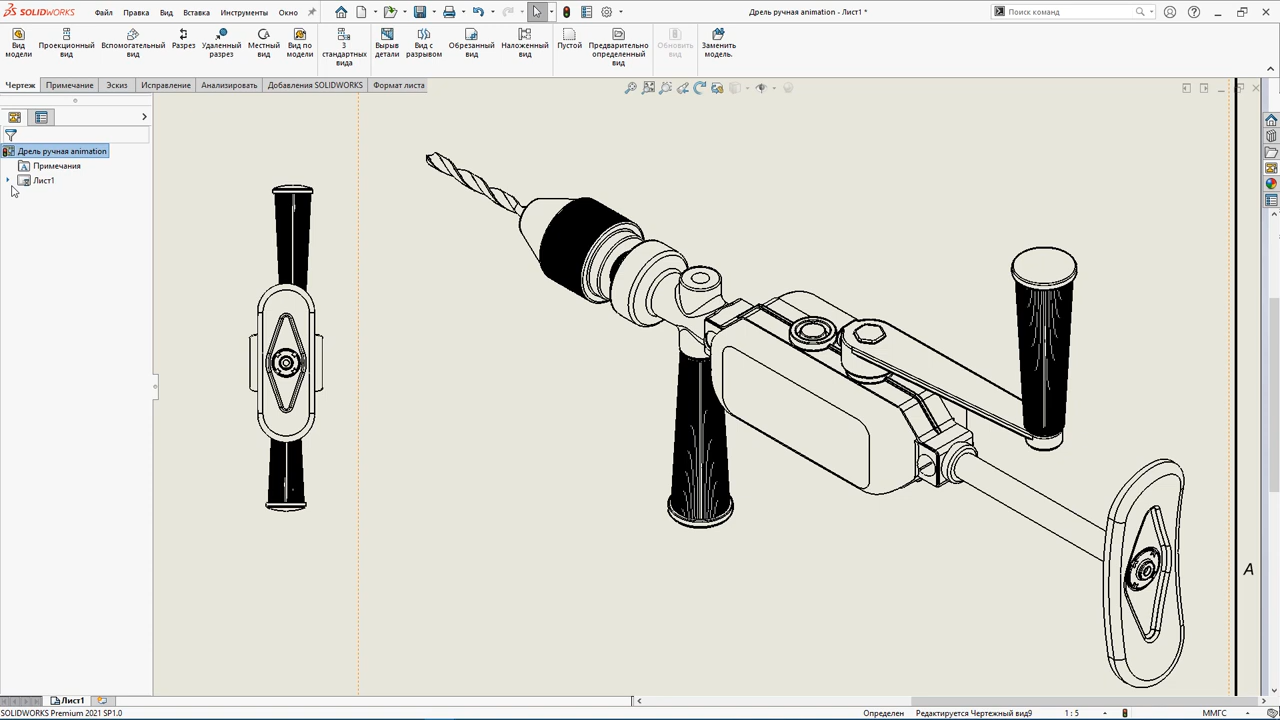 SOLIDWORKS
Файл Правка Вид Вставка Инструменты Окно
Дрель ручная animation - Лист1 *
Поиск команд
Вид модели
Проекционный вид
Вспомогательный вид
Разрез
Удаленный разрез
Местный вид
Вид по модели
3 стандартных вида
Вырыв детали
Вид с разрывом
Обрезанный вид
Наложенный вид
Пустой
Предварительно определенный вид
Обновить вид
Заменить модель.
Чертеж Примечание Эскиз Исправление Анализировать Добавления SOLIDWORKS Формат листа
Дрель ручная animation
Примечания
Лист1
A
Лист1
SOLIDWORKS Premium 2021 SP1.0
Определен Редактируется Чертежный вид9 1 : 5 ММГС